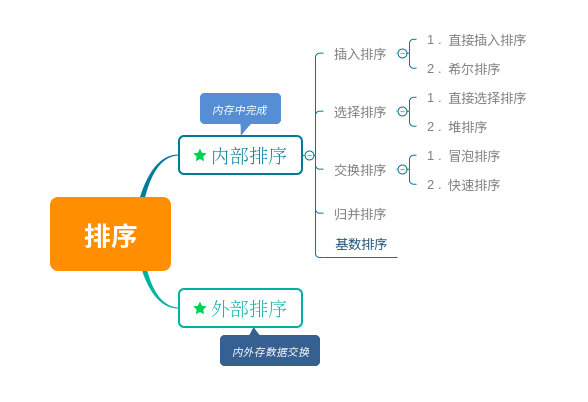 排序
内存中完成
内部排序
插入排序
1．直接插入排序
2．希尔排序
选择排序
1．直接选择排序
2．堆排序
交换排序
1．冒泡排序
2．快速排序
归并排序
基数排序
外部排序
内外存数据交换